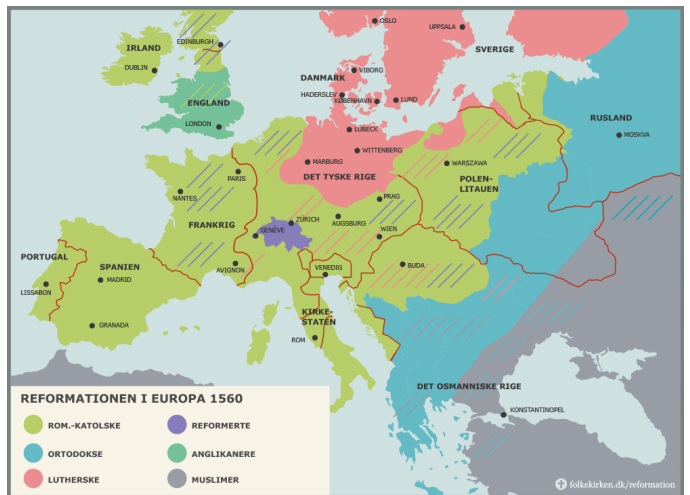 OSLO
UPPSALA
SVERIGE
IRLAND
EDINBURGH
DUBLIN
DANMARK
VIBORG
HADERSLEV
KØBENHAVN
LUND
ENGLAND
RUSLAND
LONDON
LÜBECK
MOSKVA
WITTENBERG
MARBURG
WARSZAWA
DET TYSKE RIGE
PARIS
POLEN-
LITAUEN
NANTES
PRAG
ZÜRICH
AUGSBURG
FRANKRIG
GENÈVE
WIEN
PORTUGAL
SPANIEN
AVIGNON
VENEDIG
BUDA
MADRID
LISSABON
KIRKE-
STATEN
GRANADA
ROM
DET OSMANNISKE RIGE
KONSTANTINOPEL
REFORMATIONEN I EUROPA 1560
ROM.-KATOLSKE
REFORMERTE
ORTODOKSE
ANGLIKANERE
LUTHERSKE
MUSLIMER
folkekirken.dk/reformation